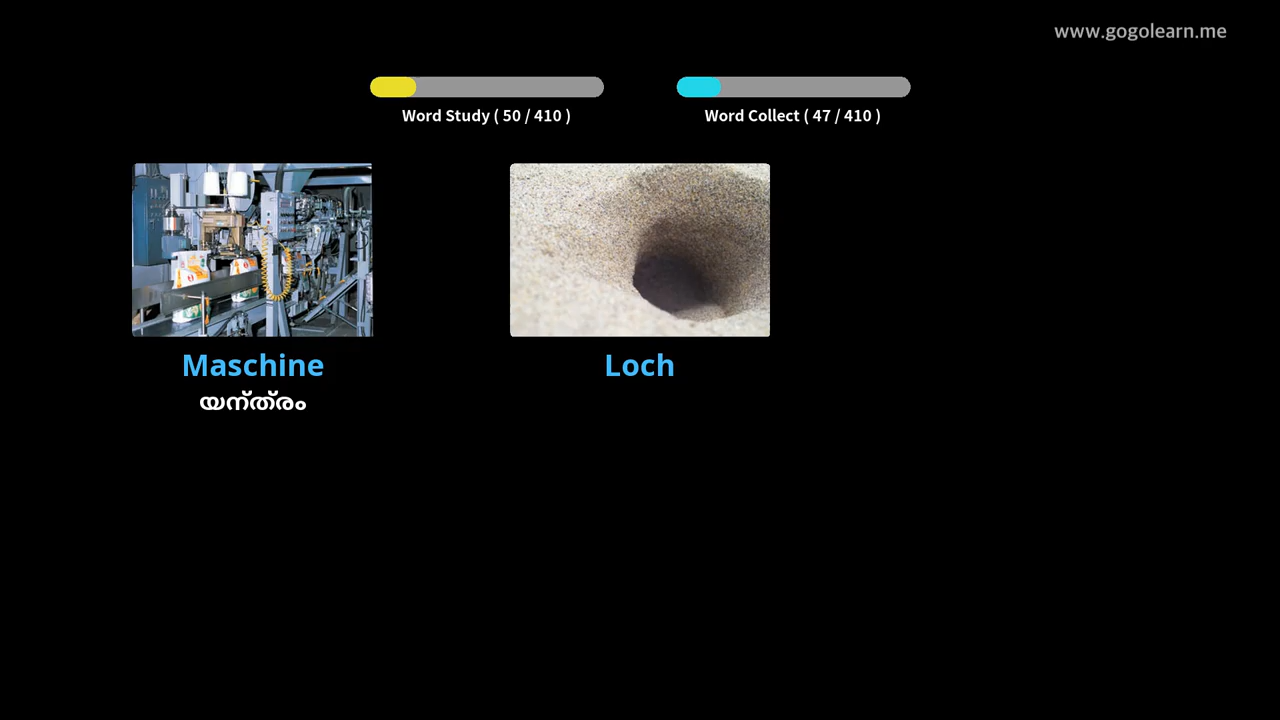 www.gogolearn.me
Word Study ( 50 / 410 )
Word Collect ( 47 / 410 )
Maschine
Loch
യന്ത്രം